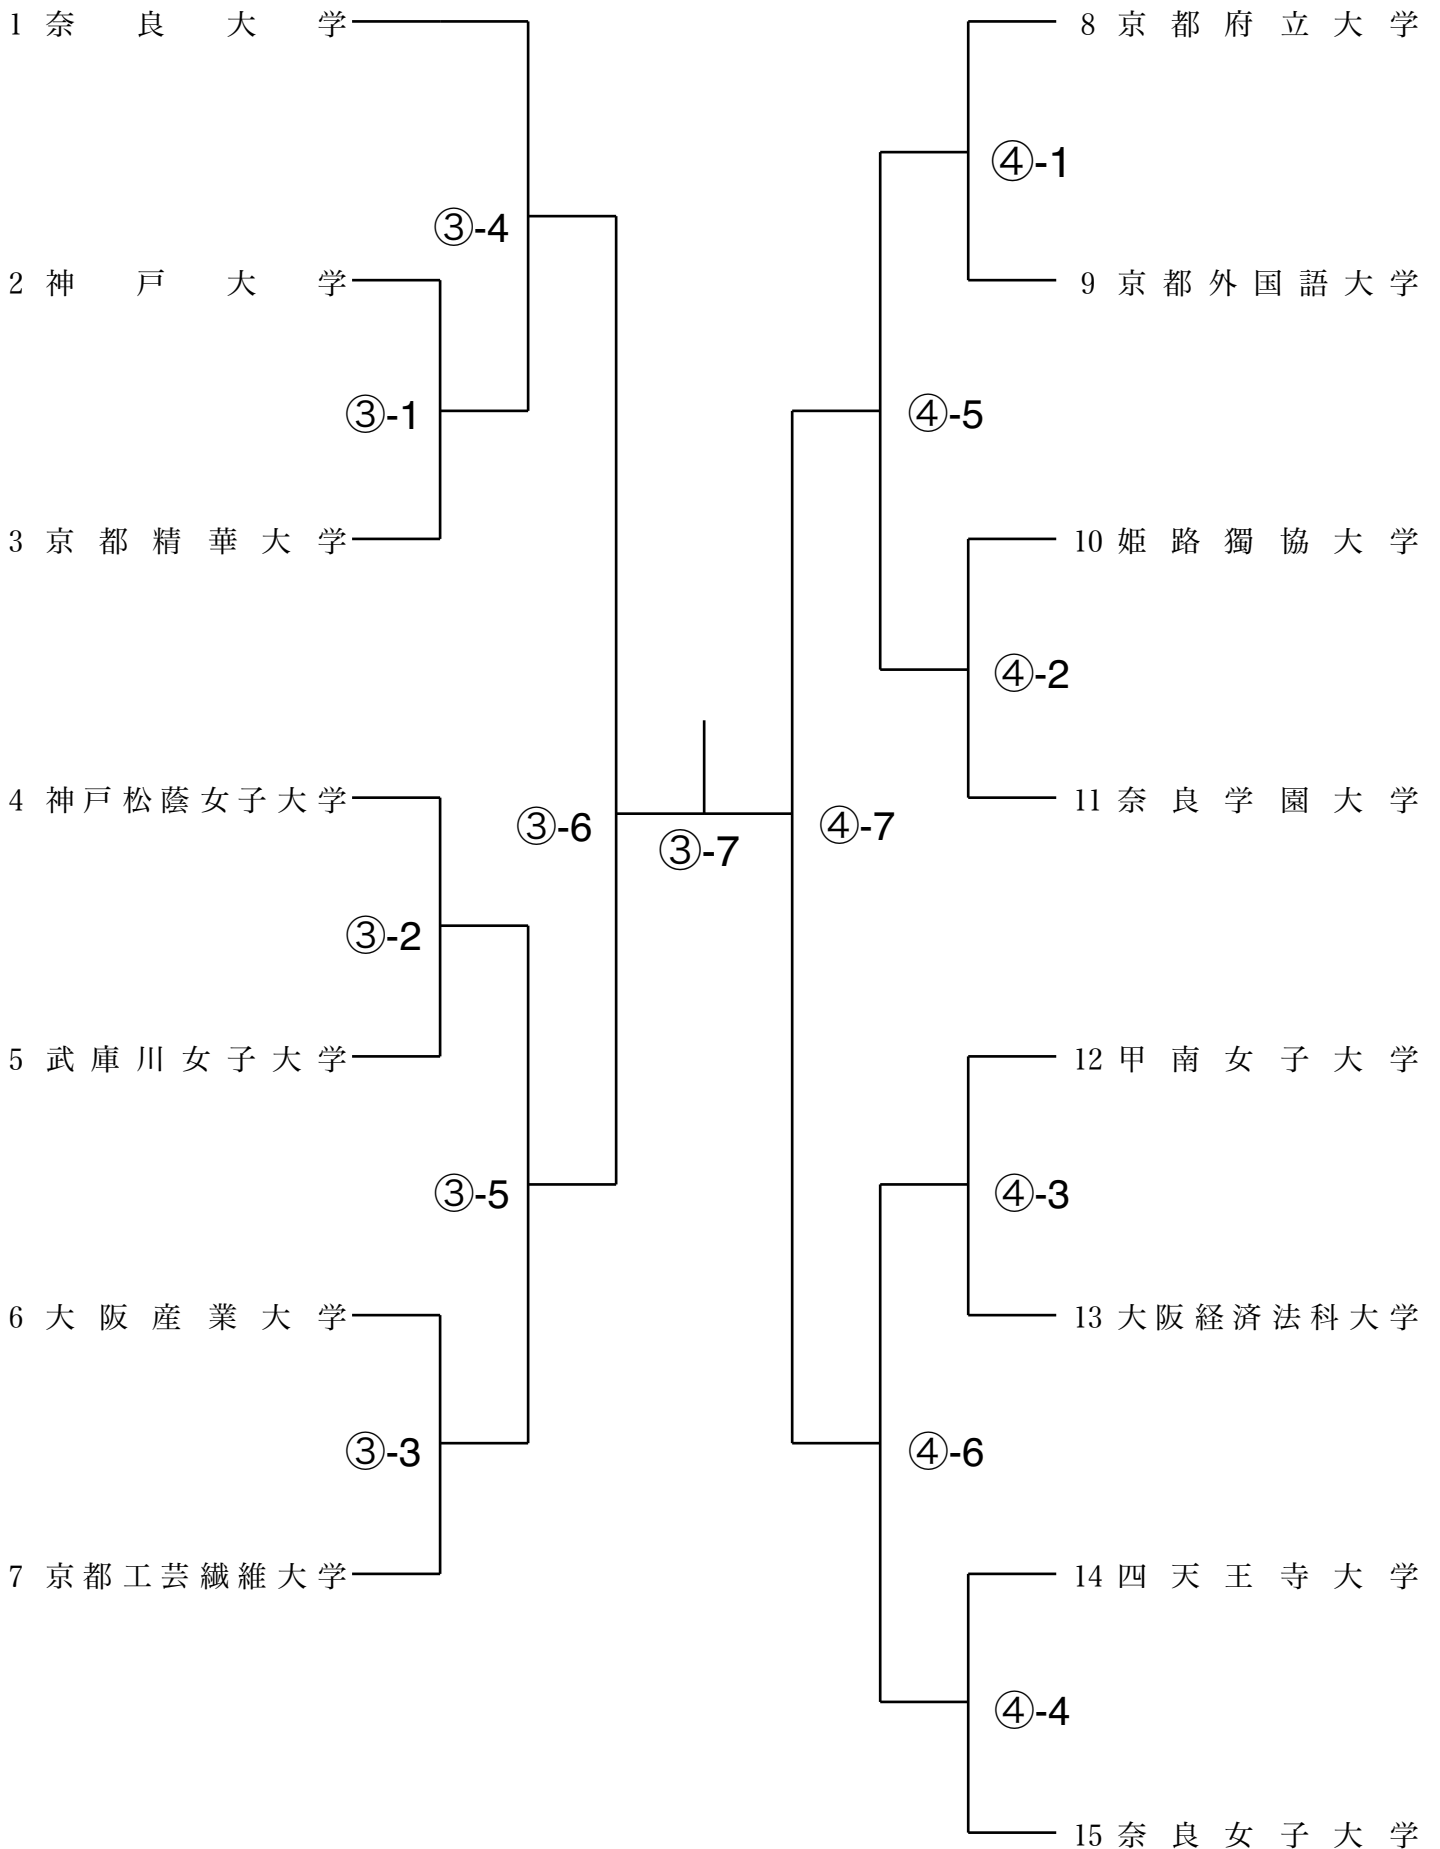 1 奈良大学
8 京都府立大学
④-1
③-4
2 神戸大学
9 京都外国語大学
③-1
④-5
3 京都精華大学
10 姫路獨協大学
④-2
4 神戸松蔭女子大学
11 奈良学園大学
③-6
④-7
③-7
③-2
5 武庫川女子大学
12 甲南女子大学
③-5
④-3
6 大阪産業大学
13 大阪経済法科大学
③-3
④-6
7 京都工芸繊維大学
14 四天王寺大学
④-4
15 奈良女子大学